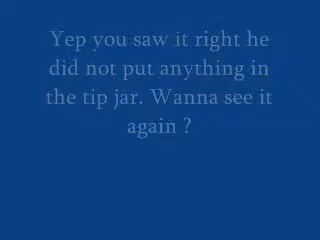 Yep you saw it right he
did not put anything in
the tip jar. Wanna see it
again ?